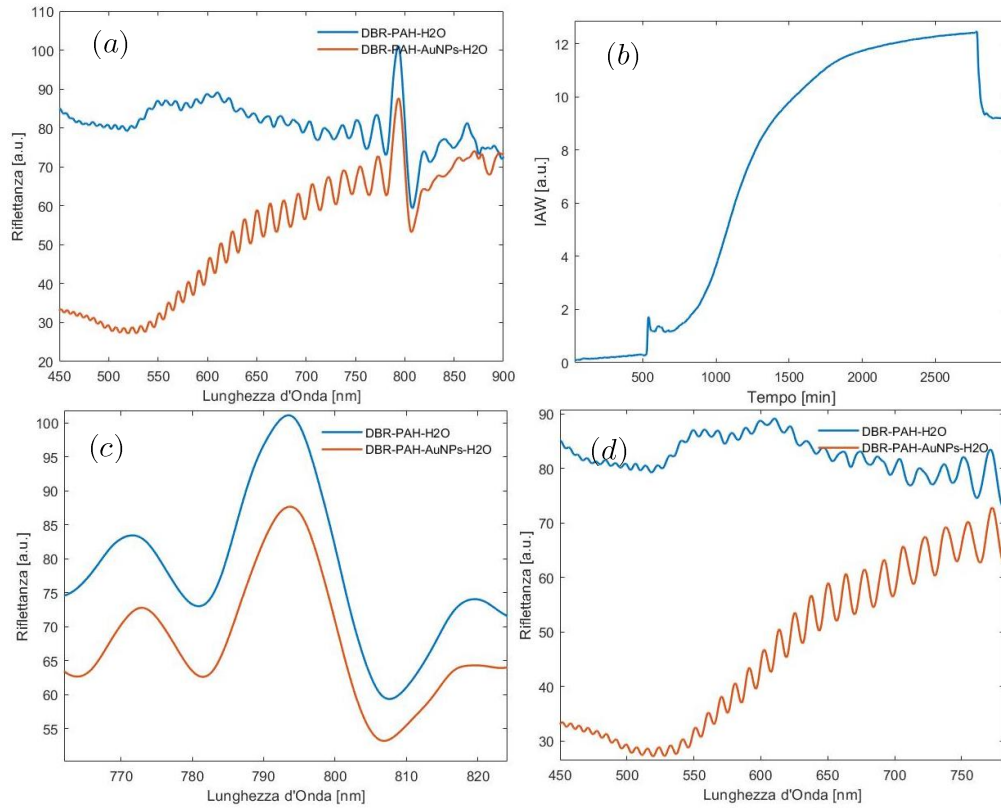 (a)
DBR-PAH-H2O
DBR-PAH-AuNPs-H2O
Riflettanza [a.u.]
110
100
90
80
70
60
50
40
30
20
450 500 550 600 650 700 750 800 850 900
Lunghezza d'Onda [nm]
(b)
IAW [a.u.]
12
10
8
6
4
2
0
500 1000 1500 2000 2500
Tempo [min]
(c)
DBR-PAH-H2O
DBR-PAH-AuNPs-H2O
Riflettanza [a.u.]
100
95
90
85
80
75
70
65
60
55
770 780 790 800 810 820
Lunghezza d'Onda [nm]
(d)
DBR-PAH-H2O
DBR-PAH-AuNPs-H2O
Riflettanza [a.u.]
90
80
70
60
50
40
30
450 500 550 600 650 700 750
Lunghezza d'Onda [nm]